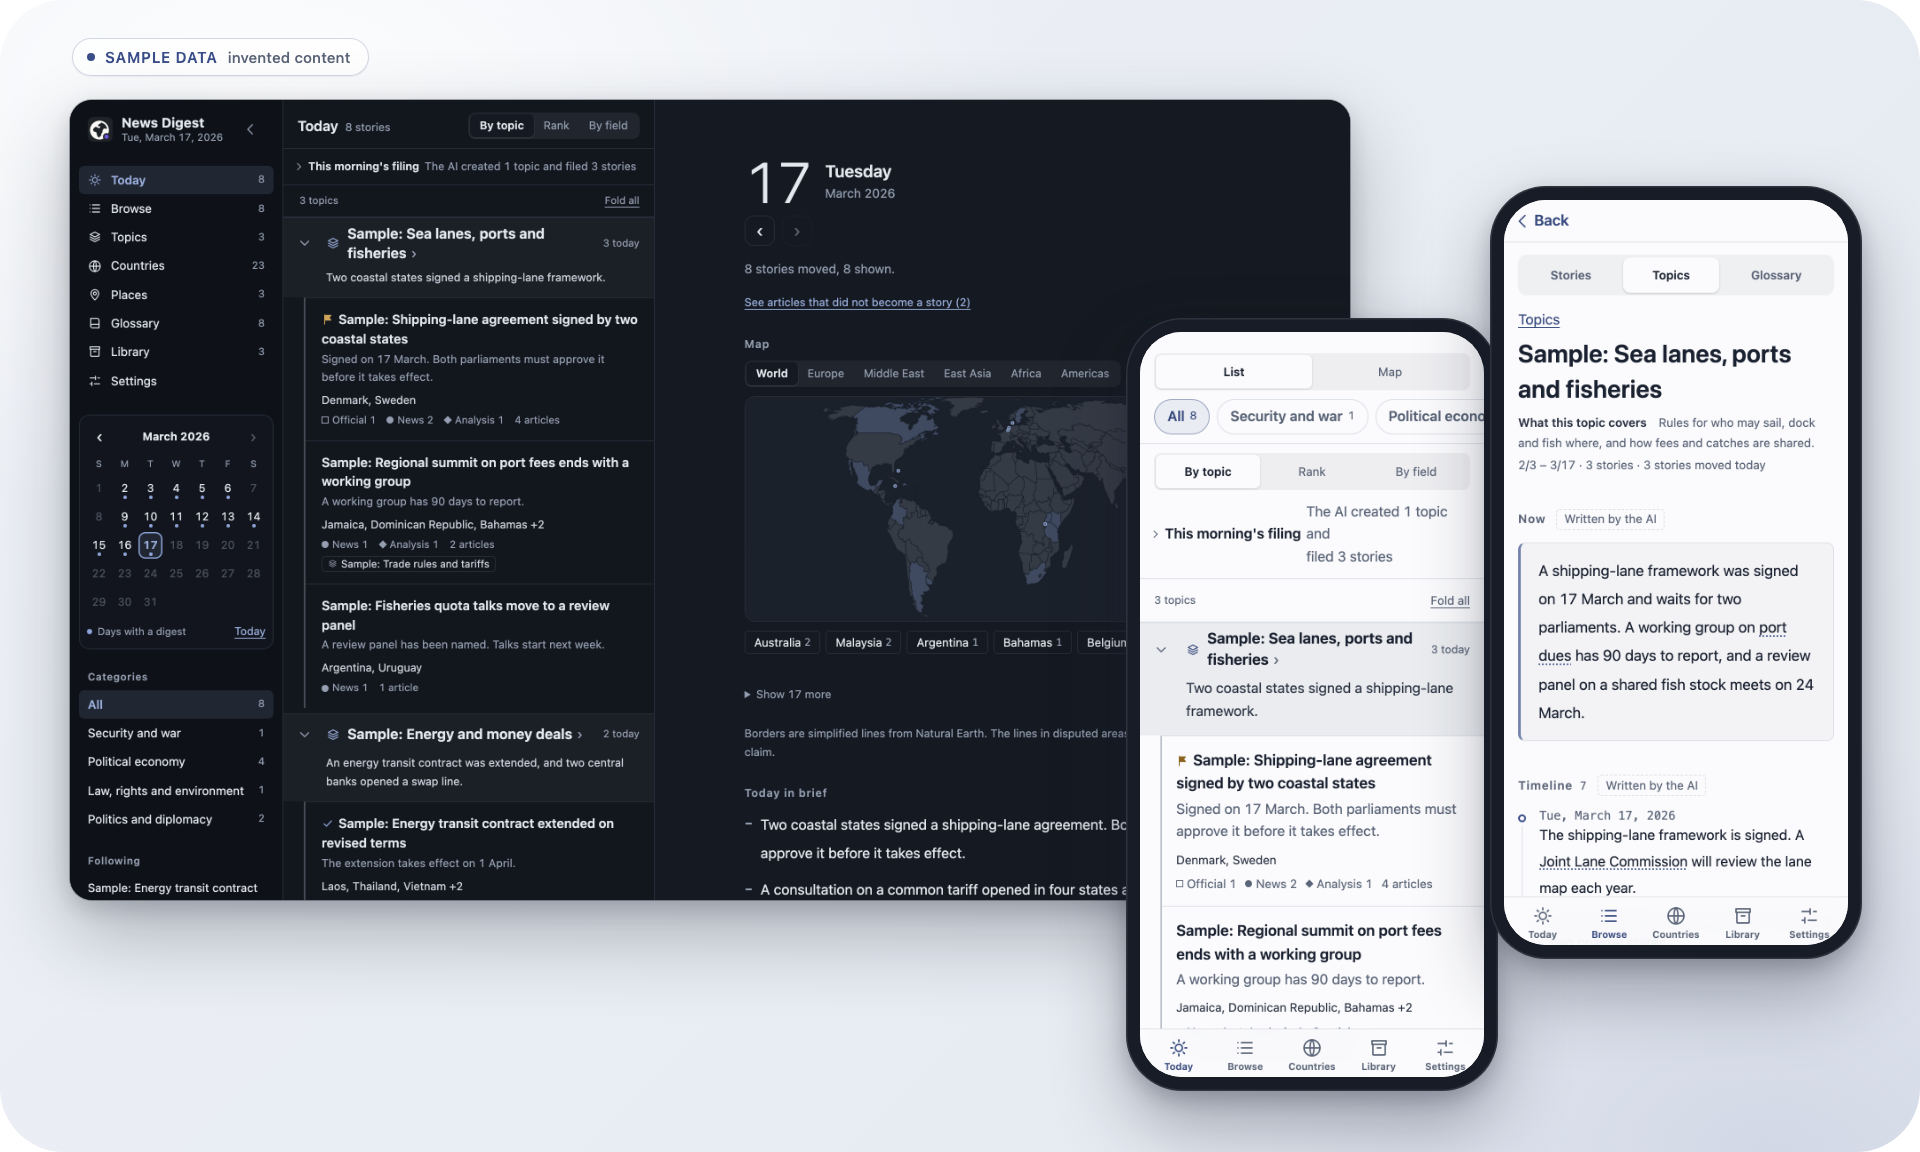 SAMPLE DATA invented content
News Digest
Tue, March 17, 2026
Today 8
Browse 8
Topics 3
Countries 23
Places 3
Glossary 8
Library 3
Settings
March 2026
S M T W T F S
1 2 3 4 5 6 7
8 9 10 11 12 13 14
15 16 17 18 19 20 21
22 23 24 25 26 27 28
29 30 31
Days with a digest Today
Categories
All 8
Security and war 1
Political economy 4
Law, rights and environment 1
Politics and diplomacy 2
Following
Sample: Energy transit contract
Today 8 stories By topic Rank By field
This morning's filing The AI created 1 topic and filed 3 stories
3 topics Fold all
Sample: Sea lanes, ports and
fisheries › 3 today
Two coastal states signed a shipping-lane framework.
Sample: Shipping-lane agreement signed by two
coastal states
Signed on 17 March. Both parliaments must approve it
before it takes effect.
Denmark, Sweden
Official 1 News 2 Analysis 1 4 articles
Sample: Regional summit on port fees ends with a
working group
A working group has 90 days to report.
Jamaica, Dominican Republic, Bahamas +2
News 1 Analysis 1 2 articles
Sample: Trade rules and tariffs
Sample: Fisheries quota talks move to a review
panel
A review panel has been named. Talks start next week.
Argentina, Uruguay
News 1 1 article
Sample: Energy and money deals › 2 today
An energy transit contract was extended, and two central
banks opened a swap line.
Sample: Energy transit contract extended on
revised terms
The extension takes effect on 1 April.
Laos, Thailand, Vietnam +2
17 Tuesday
March 2026
8 stories moved, 8 shown.
See articles that did not become a story (2)
Map
World Europe Middle East East Asia Africa Americas
Australia 2 Malaysia 2 Argentina 1 Bahamas 1 Belgium
Show 17 more
Borders are simplified lines from Natural Earth. The lines in disputed areas
claim.
Today in brief
– Two coastal states signed a shipping-lane agreement. Bo
approve it before it takes effect.
– A consultation on a common tariff opened in four states a
List Map
All 8 Security and war 1 Political econo
By topic Rank By field
This morning's filing The AI created 1 topic
and
filed 3 stories
3 topics Fold all
Sample: Sea lanes, ports and
fisheries › 3 today
Two coastal states signed a shipping-lane
framework.
Sample: Shipping-lane agreement
signed by two coastal states
Signed on 17 March. Both parliaments must
approve it before it takes effect.
Denmark, Sweden
Official 1 News 2 Analysis 1 4 articles
Sample: Regional summit on port fees
ends with a working group
A working group has 90 days to report.
Jamaica, Dominican Republic, Bahamas +2
Today Browse Countries Library Settings
Back
Stories Topics Glossary
Topics
Sample: Sea lanes, ports
and fisheries
What this topic covers Rules for who may sail, dock
and fish where, and how fees and catches are shared.
2/3 – 3/17 · 3 stories · 3 stories moved today
Now Written by the AI
A shipping-lane framework was signed
on 17 March and waits for two
parliaments. A working group on port
dues has 90 days to report, and a review
panel on a shared fish stock meets on 24
March.
Timeline 7 Written by the AI
Tue, March 17, 2026
The shipping-lane framework is signed. A
Joint Lane Commission will review the lane
map each year.
Today Browse Countries Library Settings